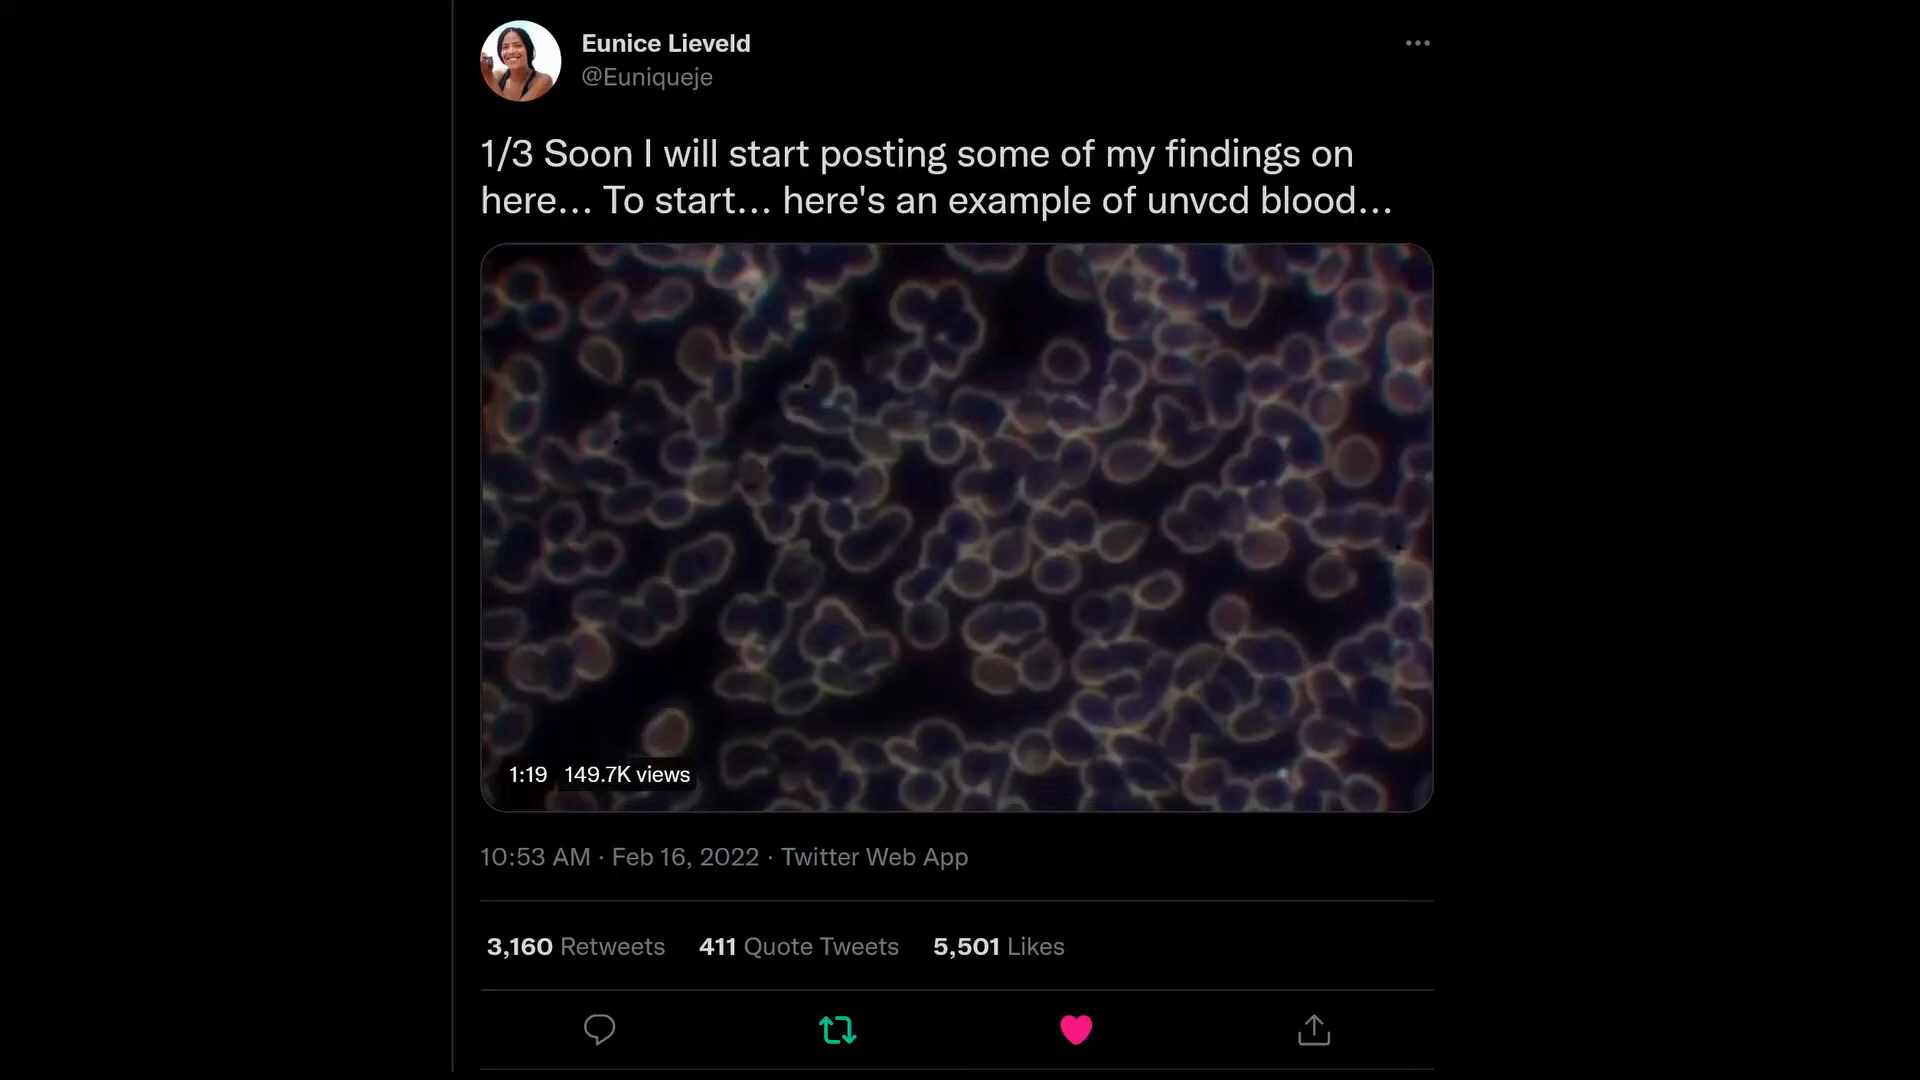 Eunice Lieveld
@Euniqueje
1/3 Soon I will start posting some of my findings on
here... To start... here's an example of unvcd blood...
1:19 149.7K views
10:53 AM · Feb 16, 2022 · Twitter Web App
3,160 Retweets 411 Quote Tweets 5,501 Likes